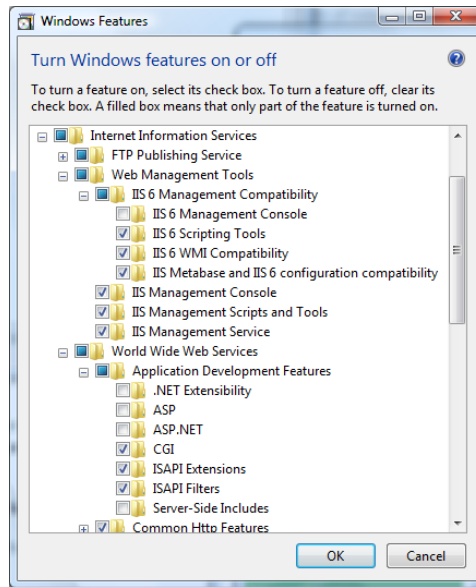 Windows Features
Turn Windows features on or off
To turn a feature on, select its check box. To turn a feature off, clear its
check box. A filled box means that only part of the feature is turned on.
Internet Information Services
FTP Publishing Service
Web Management Tools
IIS 6 Management Compatibility
IIS 6 Management Console
IIS 6 Scripting Tools
IIS 6 WMI Compatibility
IIS Metabase and IIS 6 configuration compatibility
IIS Management Console
IIS Management Scripts and Tools
IIS Management Service
World Wide Web Services
Application Development Features
.NET Extensibility
ASP
ASP.NET
CGI
ISAPI Extensions
ISAPI Filters
Server-Side Includes
Common Http Features
OK Cancel